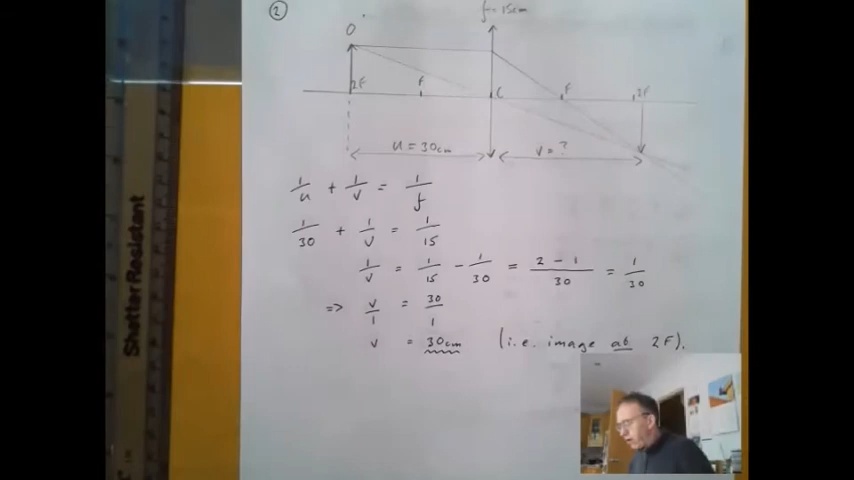 ②
f = 15cm
O
2F F C F 2F
u = 30cm v = ?
1/u + 1/v = 1/f
1/30 + 1/v = 1/15
1/v = 1/15 - 1/30 = 2 - 1/30 = 1/30
=> v/1 = 30/1
v = 30cm (i.e. image at 2F).
Shatter Resistant